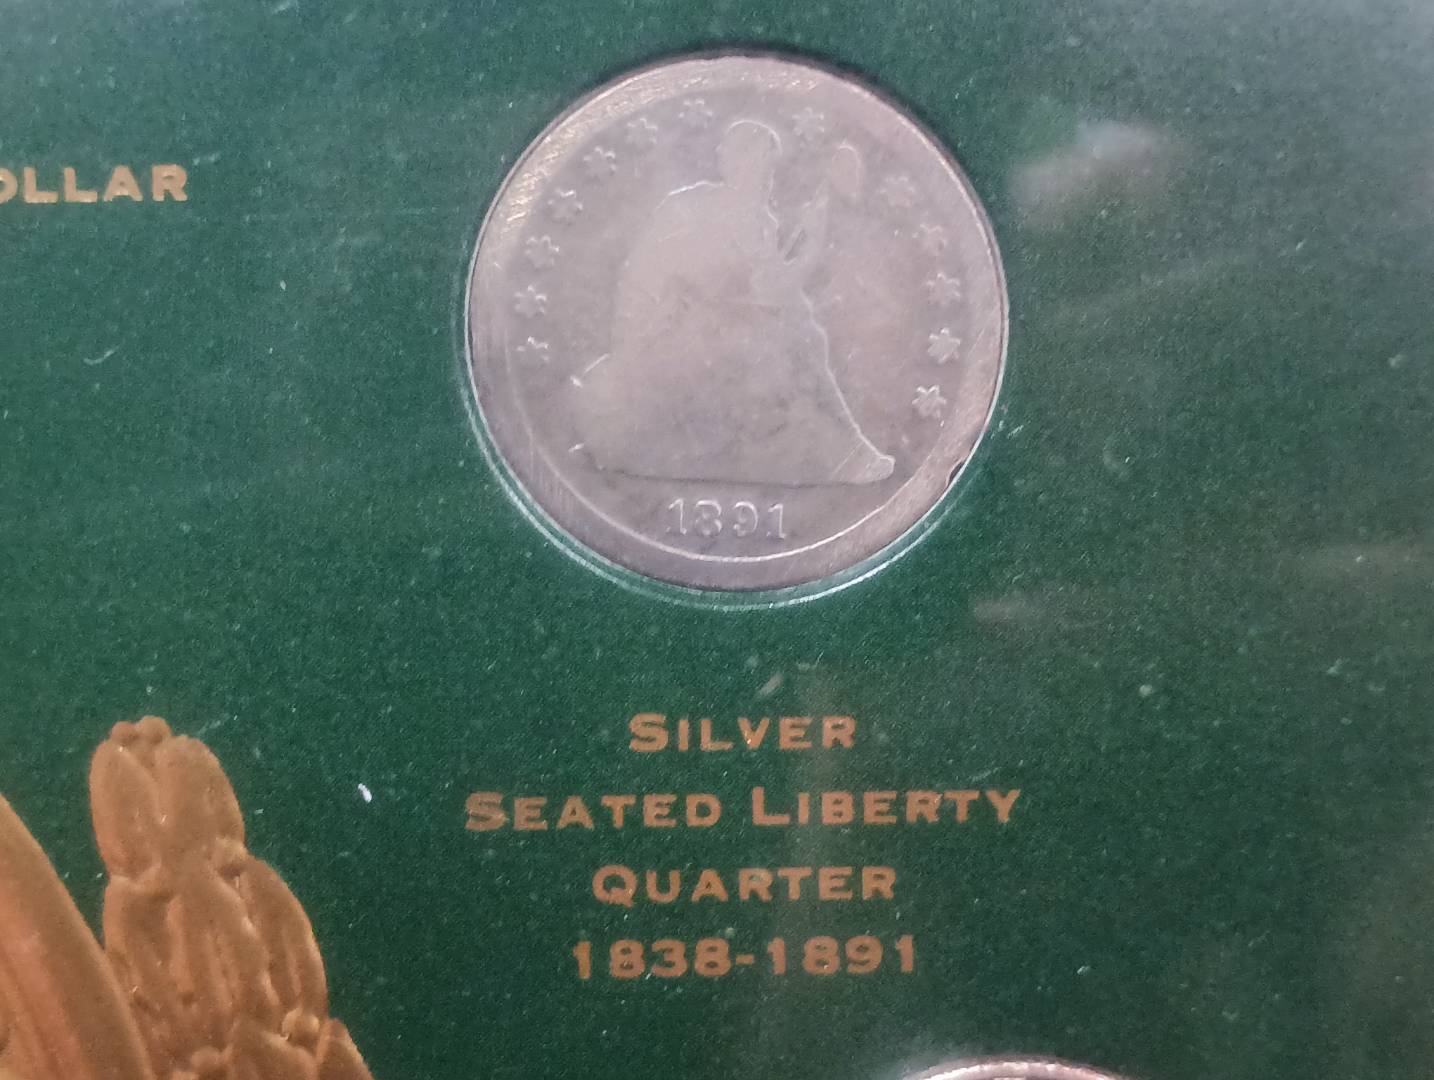 OLLAR
1891
SILVER
SEATED LIBERTY
QUARTER
1838-1891